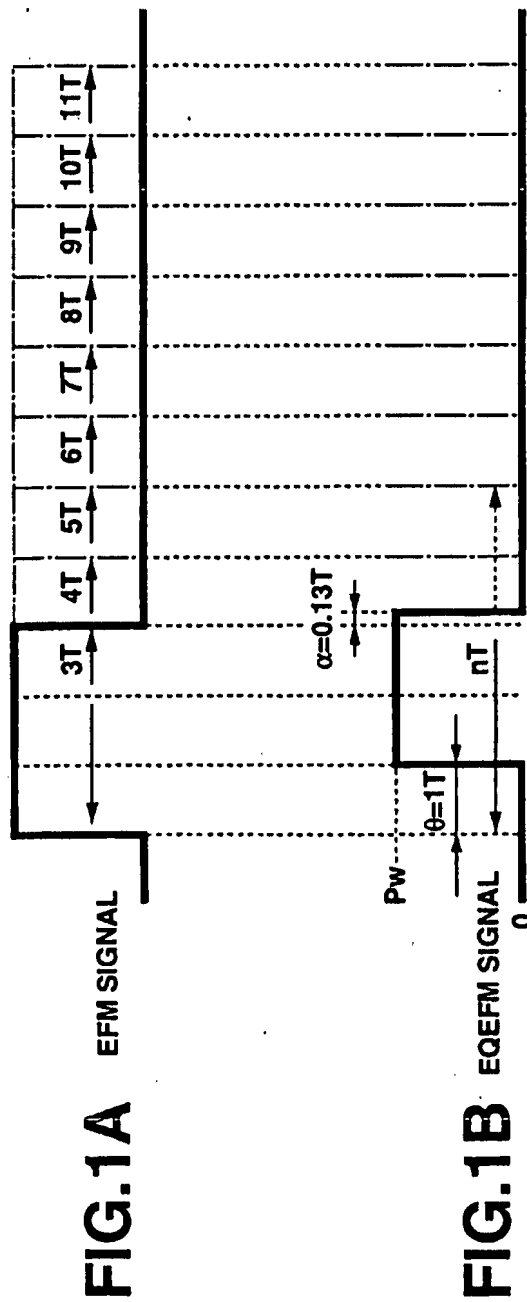 FIG.1A
EFM SIGNAL
3T 4T 5T 6T 7T 8T 9T 10T 11T
FIG.1B
EQEFM SIGNAL
Pw
0
θ=1T
α=0.13T
nT